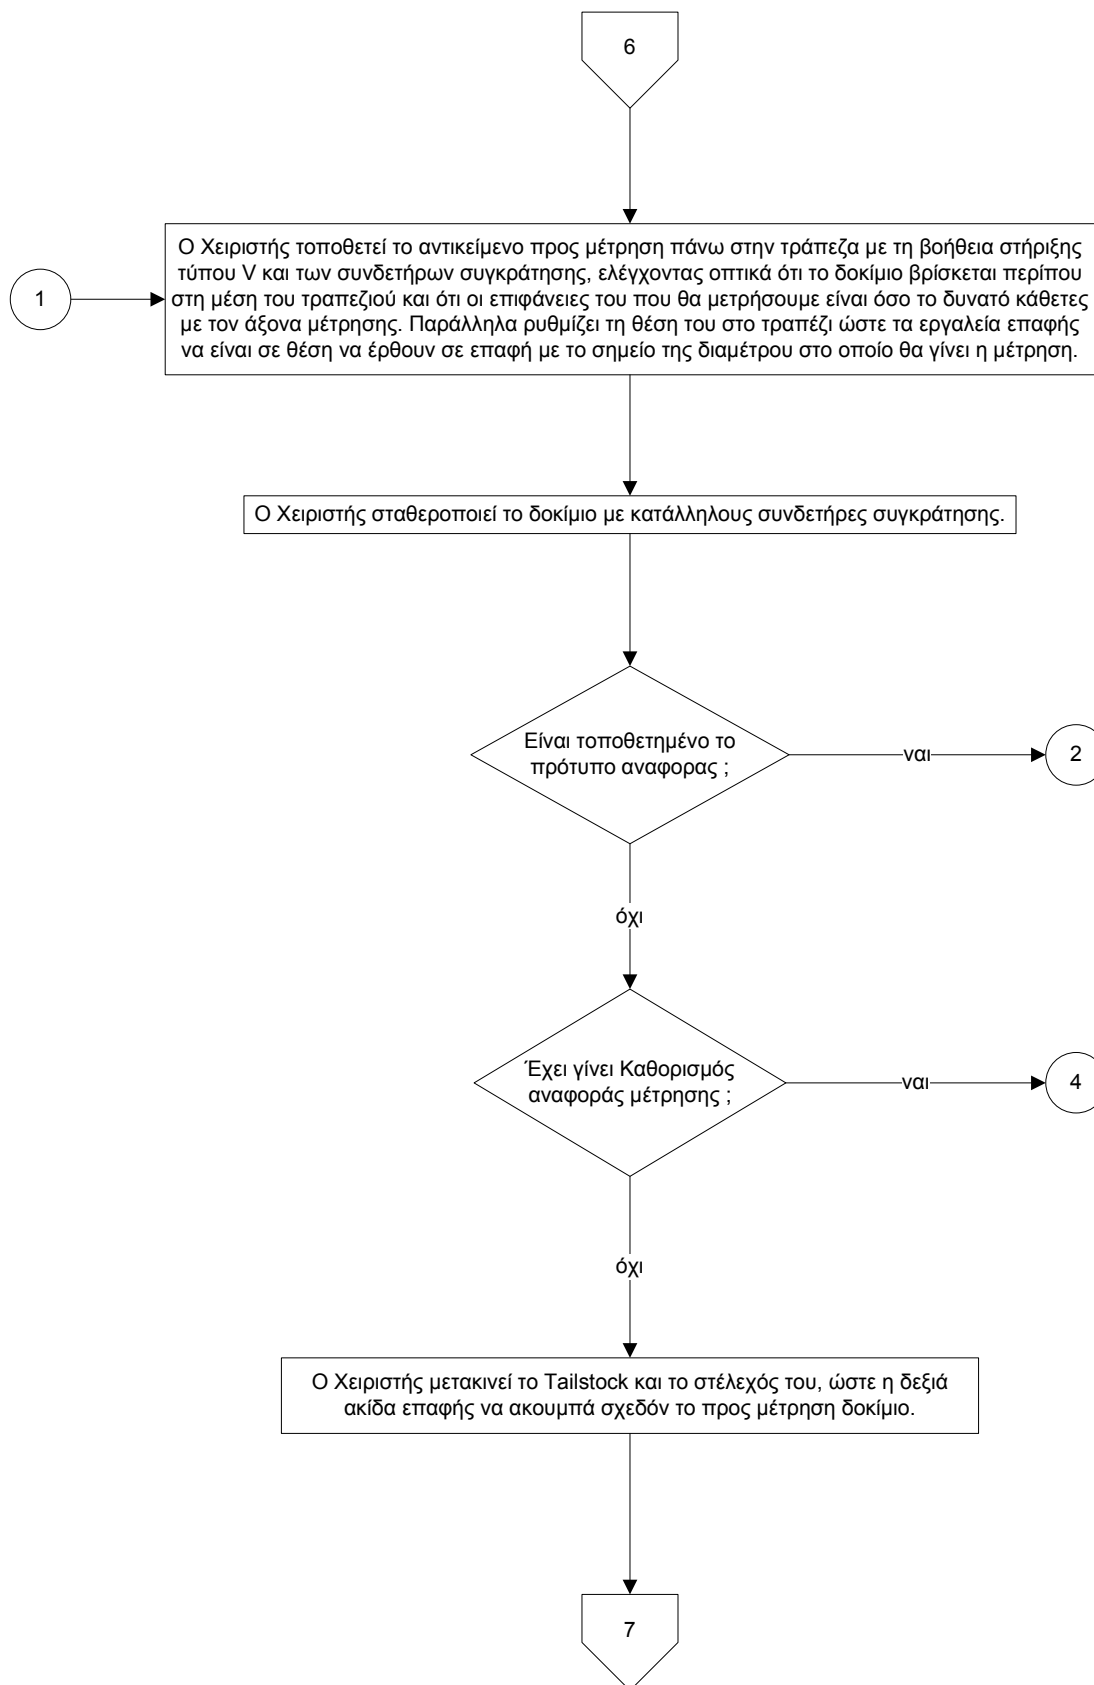 6
Ο Χειριστής τοποθετεί το αντικείμενο προς μέτρηση πάνω στην τράπεζα με τη βοήθεια στήριξης
τύπου V και των συνδετήρων συγκράτησης, ελέγχοντας οπτικά ότι το δοκίμιο βρίσκεται περίπου
1
στη μέση του τραπεζιού και ότι οι επιφάνειες του που θα μετρήσουμε είναι όσο το δυνατό κάθετες
με τον άξονα μέτρησης. Παράλληλα ρυθμίζει τη θέση του στο τραπέζι ώστε τα εργαλεία επαφής
να είναι σε θέση να έρθουν σε επαφή με το σημείο της διαμέτρου στο οποίο θα γίνει η μέτρηση.
Ο Χειριστής σταθεροποιεί το δοκίμιο με κατάλληλους συνδετήρες συγκράτησης.
Είναι τοποθετημένο το
πρότυπο αναφορας ;
ναι
2
όχι
Έχει γίνει Καθορισμός
αναφοράς μέτρησης ;
ναι
4
όχι
Ο Χειριστής μετακινεί το Tailstock και το στέλεχός του, ώστε η δεξιά
ακίδα επαφής να ακουμπά σχεδόν το προς μέτρηση δοκίμιο.
7